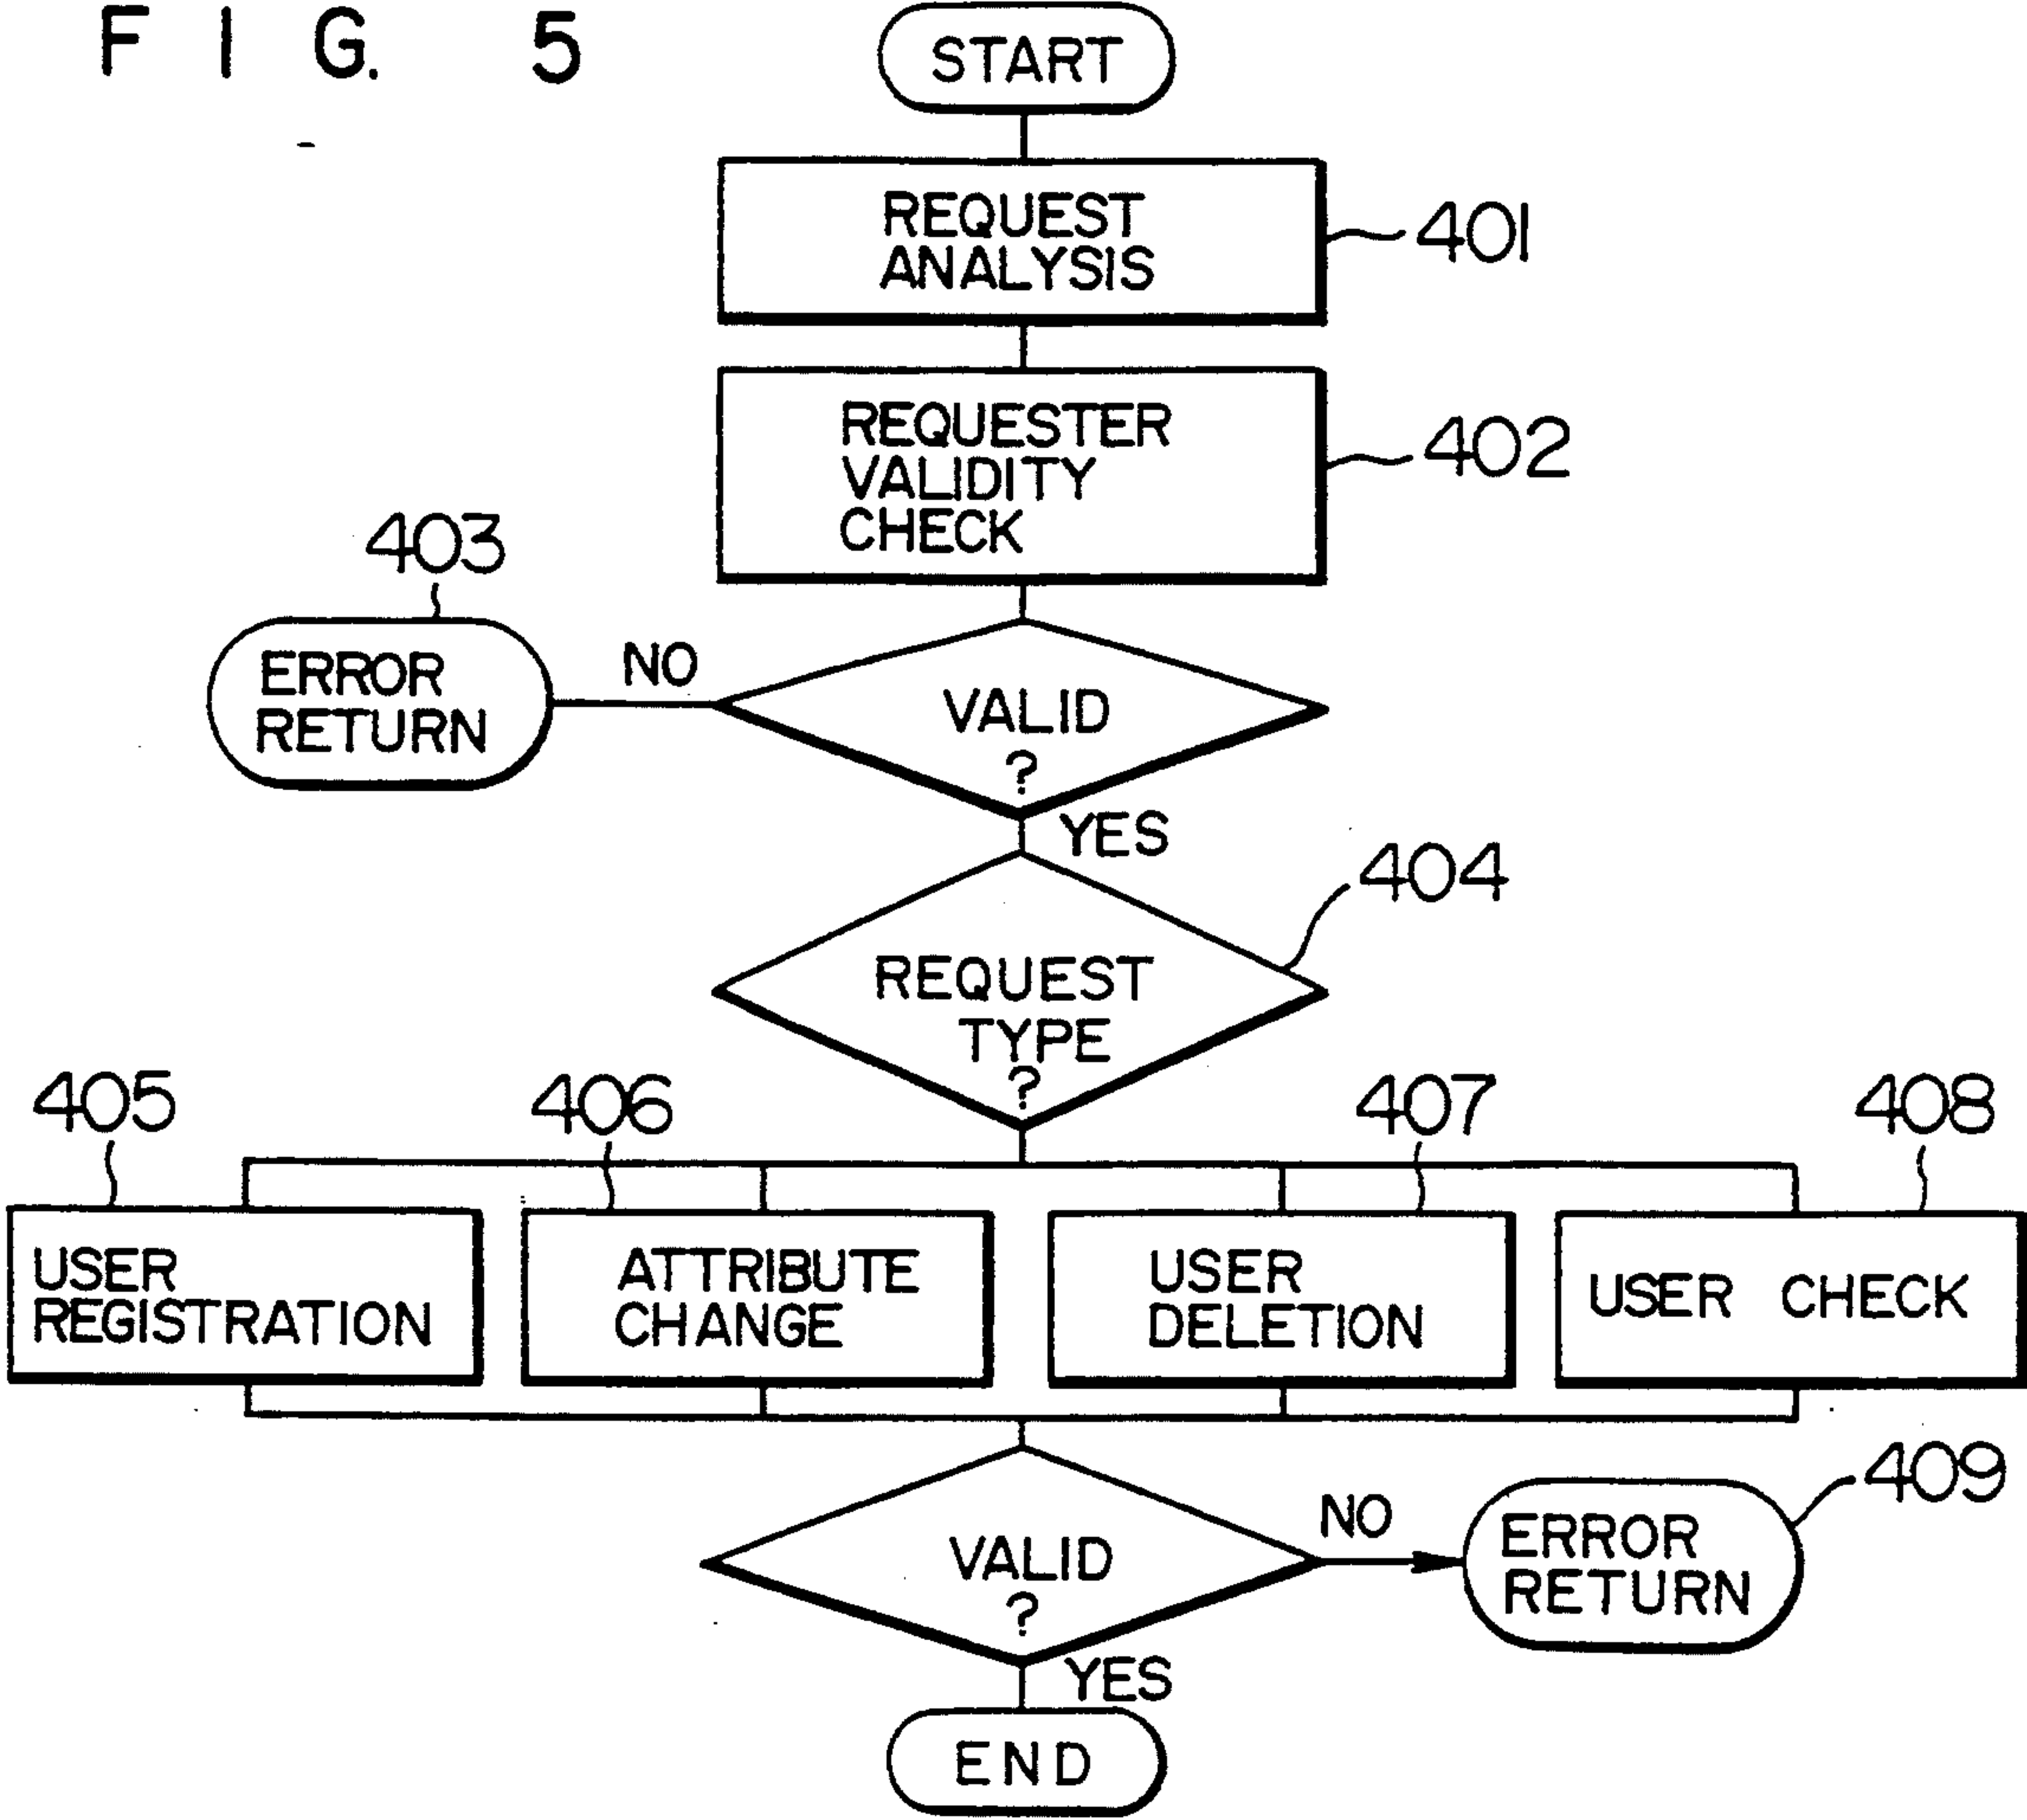 FIG. 5
START
REQUEST
ANALYSIS
401
REQUESTER
VALIDITY
CHECK
402
403
ERROR
RETURN
NO
VALID
?
YES
404
REQUEST
TYPE
?
405
406
407
408
USER
REGISTRATION
ATTRIBUTE
CHANGE
USER
DELETION
USER CHECK
VALID
?
NO
409
ERROR
RETURN
YES
END